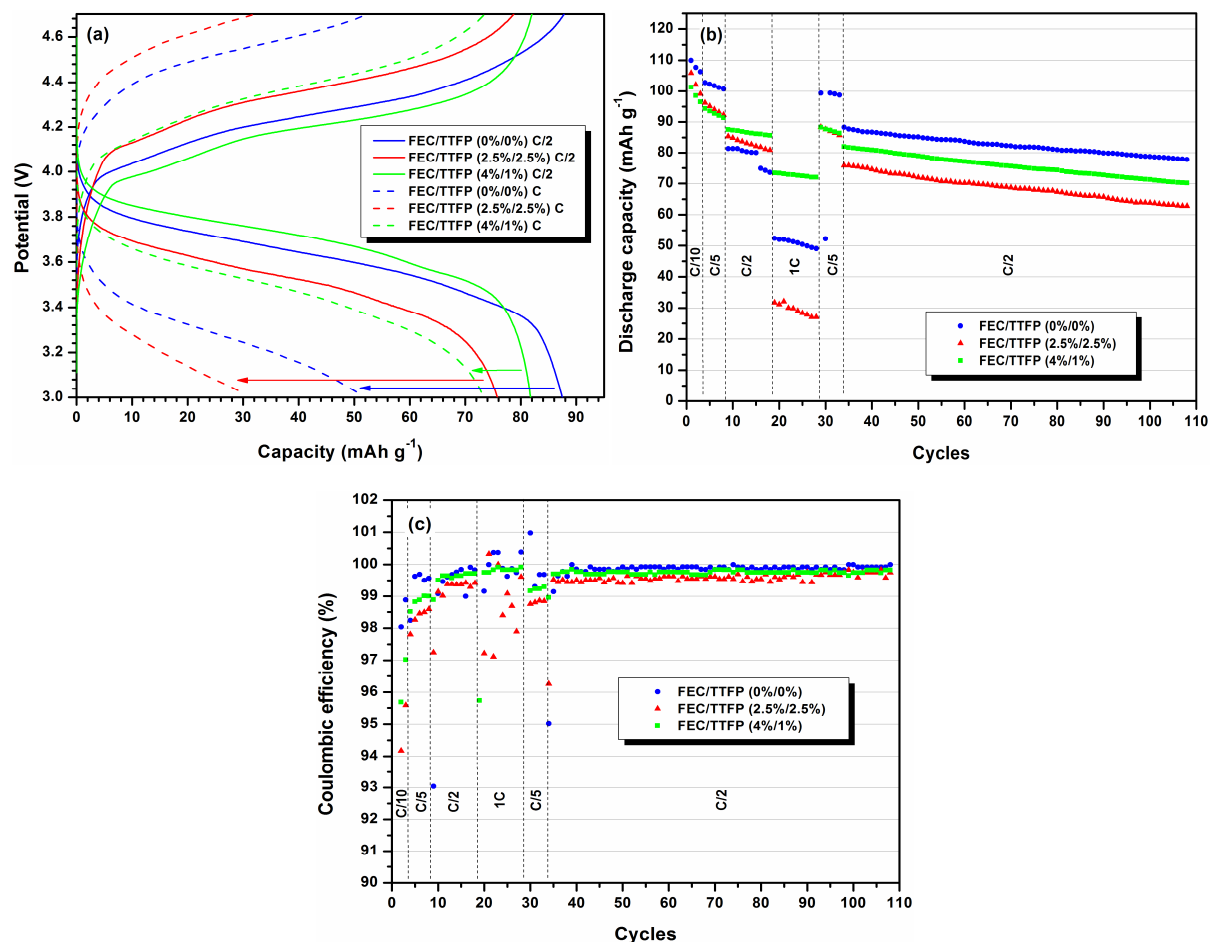 (a)
4.6
4.4
4.2
4.0
3.8
3.6
3.4
3.2
3.0
Potential (V)
FEC/TTFP (0%/0%) C/2
FEC/TTFP (2.5%/2.5%) C/2
FEC/TTFP (4%/1%) C/2
FEC/TTFP (0%/0%) C
FEC/TTFP (2.5%/2.5%) C
FEC/TTFP (4%/1%) C
0 10 20 30 40 50 60 70 80 90
Capacity (mAh g-1)
(b)
120
110
100
90
80
70
60
50
40
30
20
10
0
Discharge capacity (mAh g-1)
C/10 C/5 C/2 1C C/5 C/2
FEC/TTFP (0%/0%)
FEC/TTFP (2.5%/2.5%)
FEC/TTFP (4%/1%)
0 10 20 30 40 50 60 70 80 90 100 110
Cycles
(c)
102
101
100
99
98
97
96
95
94
93
92
91
90
Coulombic efficiency (%)
FEC/TTFP (0%/0%)
FEC/TTFP (2.5%/2.5%)
FEC/TTFP (4%/1%)
C/10 C/5 C/2 1C C/5 C/2
0 10 20 30 40 50 60 70 80 90 100 110
Cycles